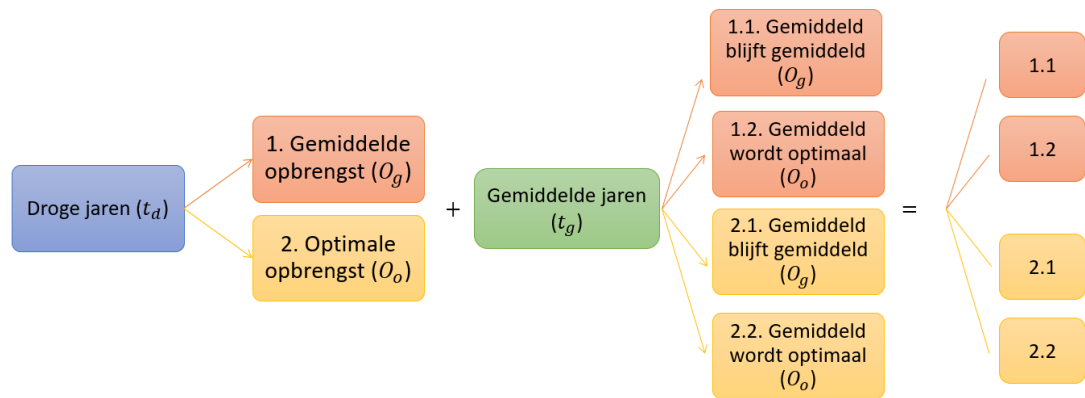 Droge jaren (t_d)
1. Gemiddelde
opbrengst (O_g)
2. Optimale
opbrengst (O_o)
+
Gemiddelde jaren
(t_g)
1.1. Gemiddeld
blijft gemiddeld
(O_g)
1.2. Gemiddeld
wordt optimaal
(O_o)
2.1. Gemiddeld
blijft gemiddeld
(O_g)
2.2. Gemiddeld
wordt optimaal
(O_o)
=
1.1
1.2
2.1
2.2